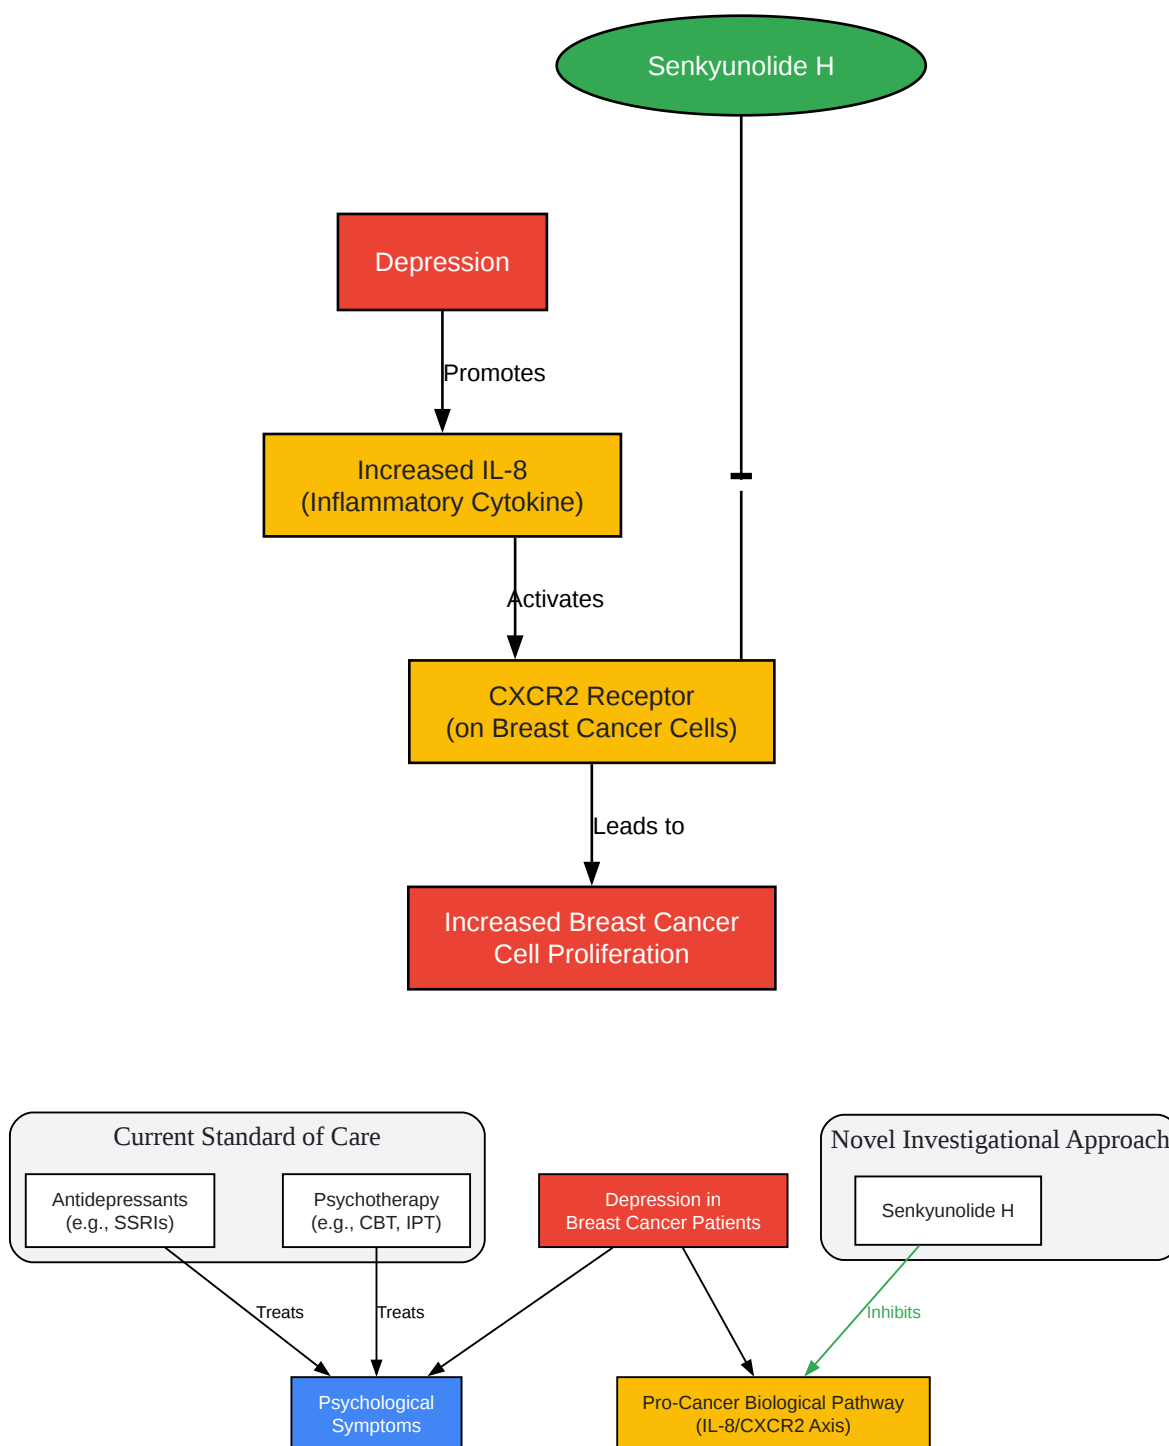 Senkyunolide H
Depression
Promotes
Increased IL-8
(Inflammatory Cytokine)
Activates
CXCR2 Receptor
(on Breast Cancer Cells)
Leads to
Increased Breast Cancer
Cell Proliferation
Current Standard of Care
Antidepressants
(e.g., SSRIs)
Psychotherapy
(e.g., CBT, IPT)
Depression in
Breast Cancer Patients
Novel Investigational Approach
Senkyunolide H
Treats
Treats
Inhibits
Psychological
Symptoms
Pro-Cancer Biological Pathway
(IL-8/CXCR2 Axis)